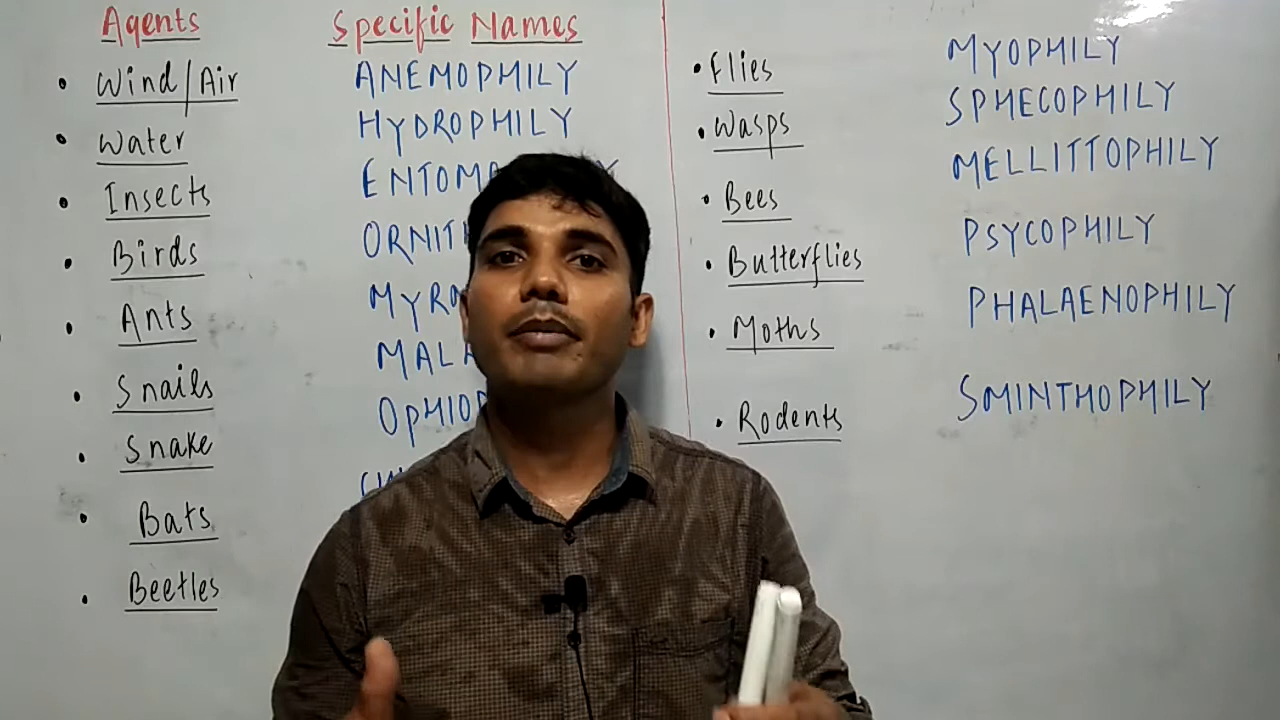 Agents Specific Names
• Wind/Air ANEMOPHILY
• Water HYDROPHILY
• Insects
• Birds
• Ants
• Snails
• Snake
• Bats
• Beetles
• Flies MYOPHILY
• Wasps SPHECOPHILY
• Bees MELLITTOPHILY
• Butterflies PSYCOPHILY
• Moths PHALAENOPHILY
• Rodents SMINTHOPHILY